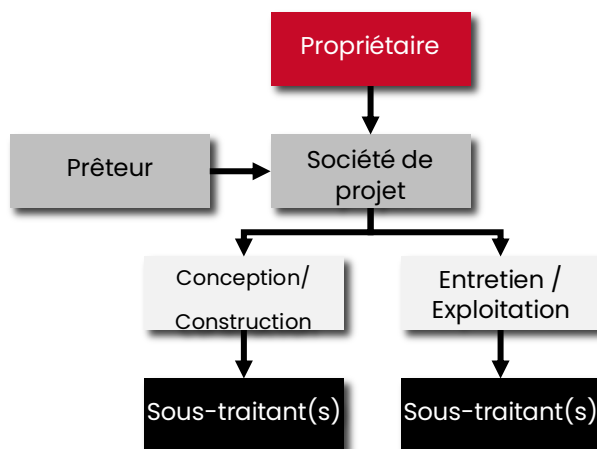 Propriétaire
Prêteur
Société de
projet
Conception/
Construction
Entretien /
Exploitation
Sous-traitant(s)
Sous-traitant(s)